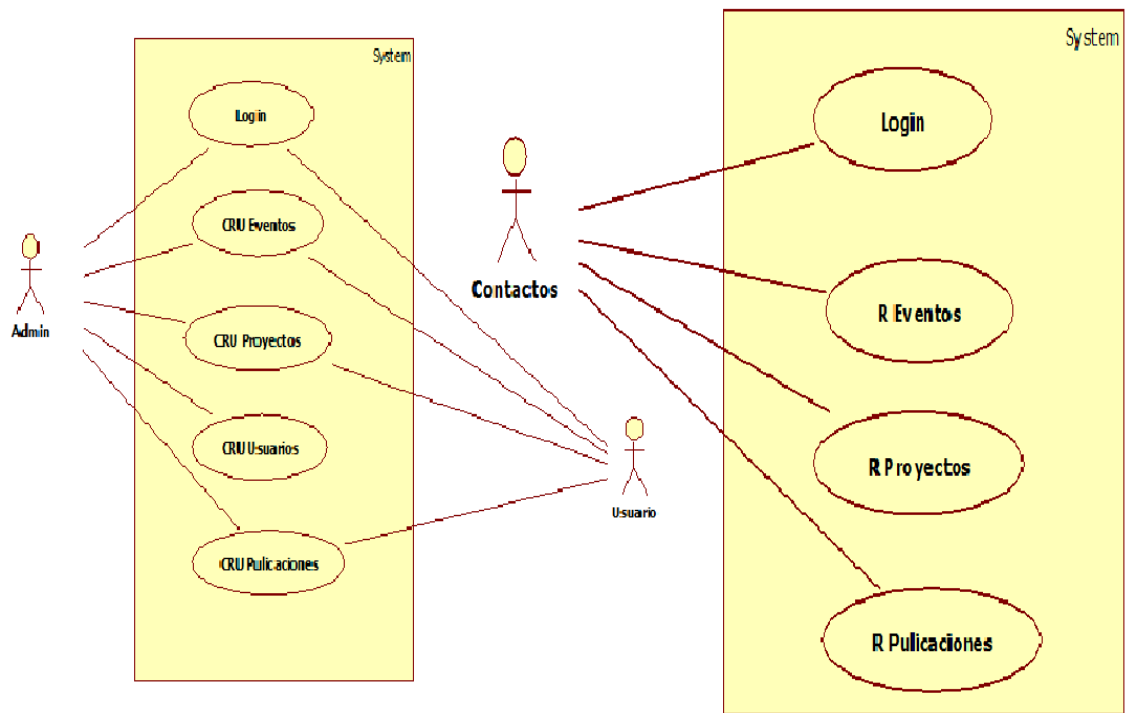 System
Login
CRU Eventos
CRU Proyectos
CRU Usuarios
CRU Pulicaciones
Admin
Usuario
Contactos
System
Login
R Eventos
R Proyectos
R Pulicaciones